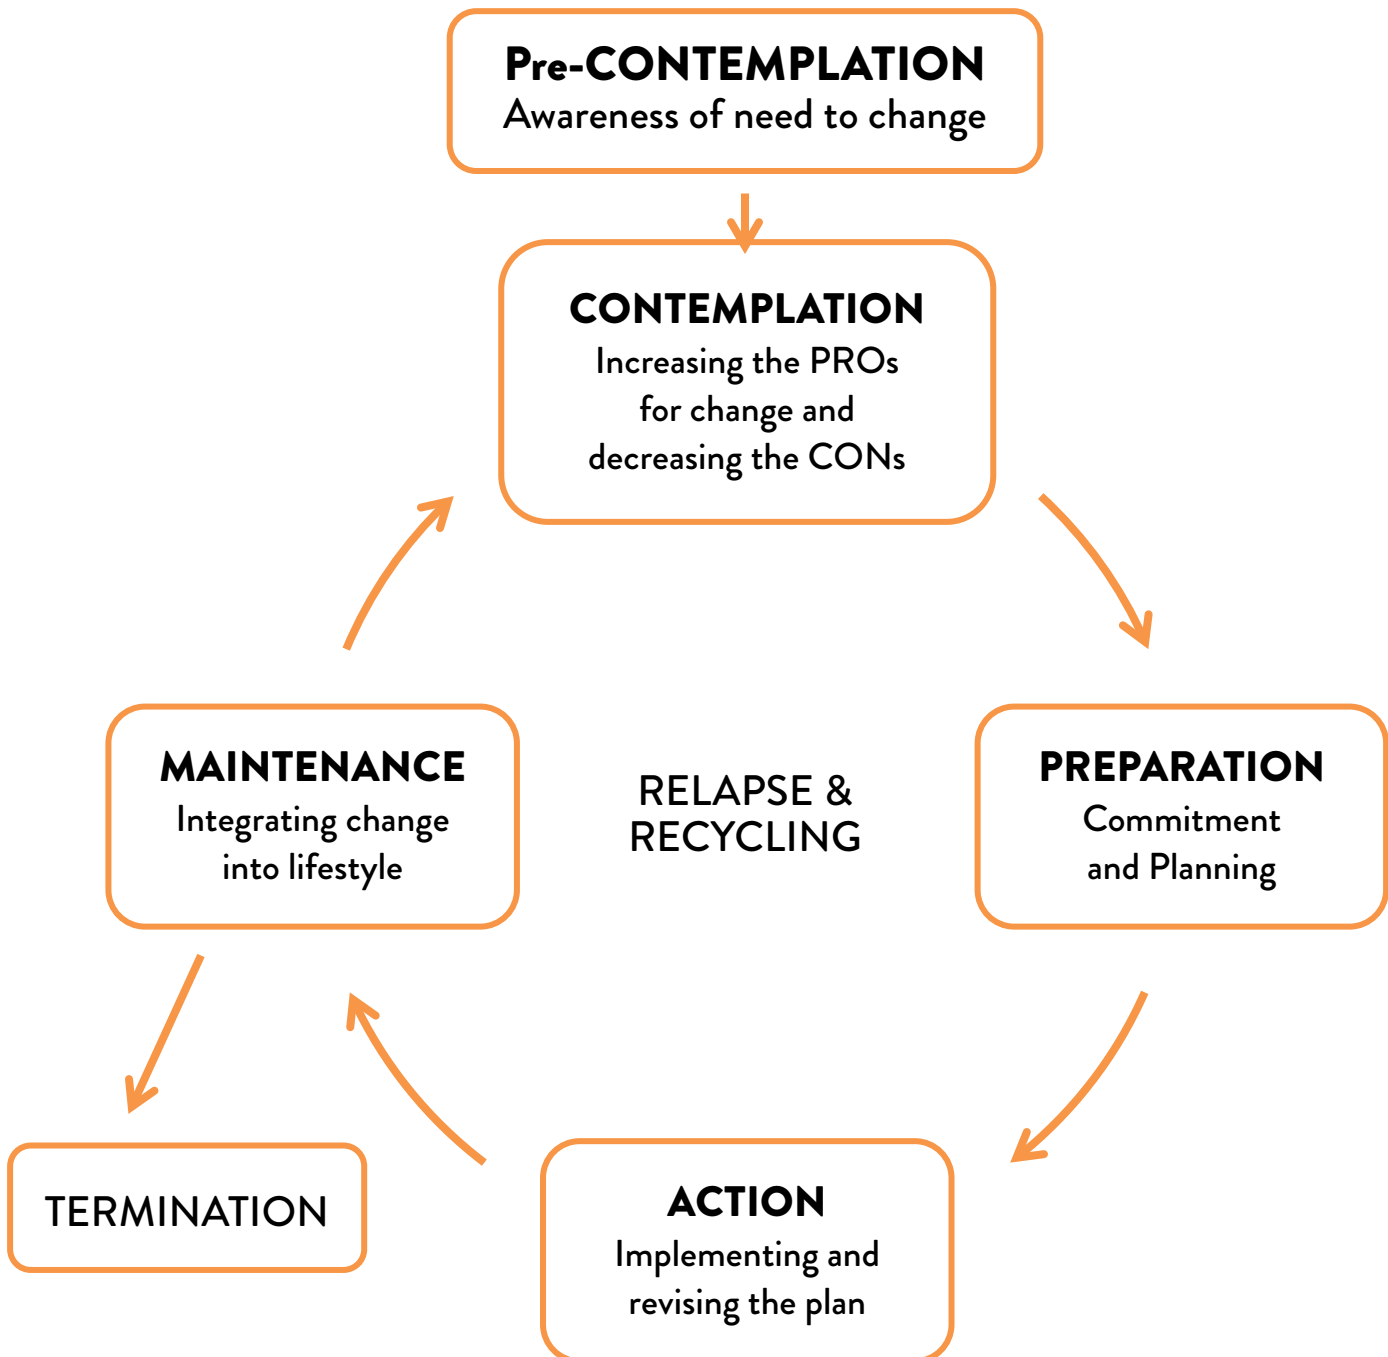 Pre-CONTEMPLATION
Awareness of need to change
CONTEMPLATION
Increasing the PROs
for change and
decreasing the CONs
MAINTENANCE
Integrating change
into lifestyle
RELAPSE &
RECYCLING
PREPARATION
Commitment
and Planning
TERMINATION
ACTION
Implementing and
revising the plan